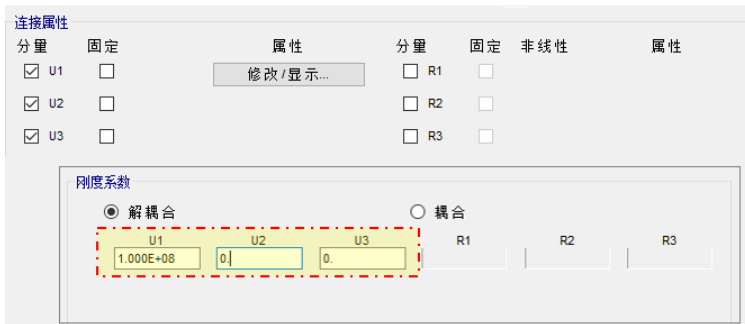 连接属性
分量 固定 属性 分量 固定 非线性 属性
U1 修改/显示... R1
U2 R2
U3 R3
刚度系数
解耦合 耦合
U1 U2 U3 R1 R2 R3
1.000E+08 0. 0.